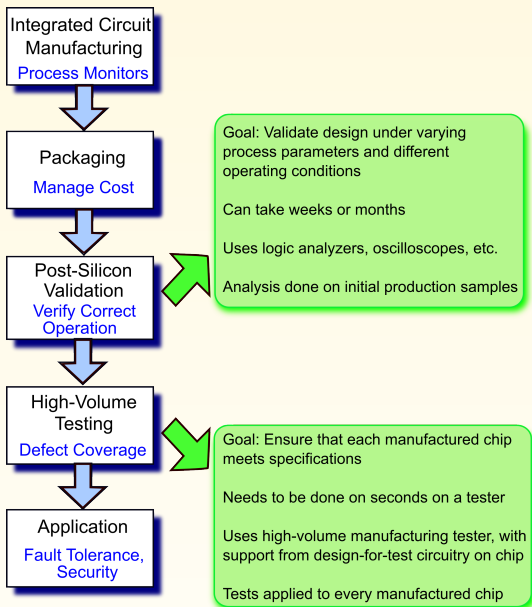 Integrated Circuit
Manufacturing
Process Monitors
Packaging
Manage Cost
Post-Silicon
Validation
Verify Correct
Operation
High-Volume
Testing
Defect Coverage
Application
Fault Tolerance,
Security
Goal: Validate design under varying
process parameters and different
operating conditions
Can take weeks or months
Uses logic analyzers, oscilloscopes, etc.
Analysis done on initial production samples
Goal: Ensure that each manufactured chip
meets specifications
Needs to be done on seconds on a tester
Uses high-volume manufacturing tester, with
support from design-for-test circuitry on chip
Tests applied to every manufactured chip